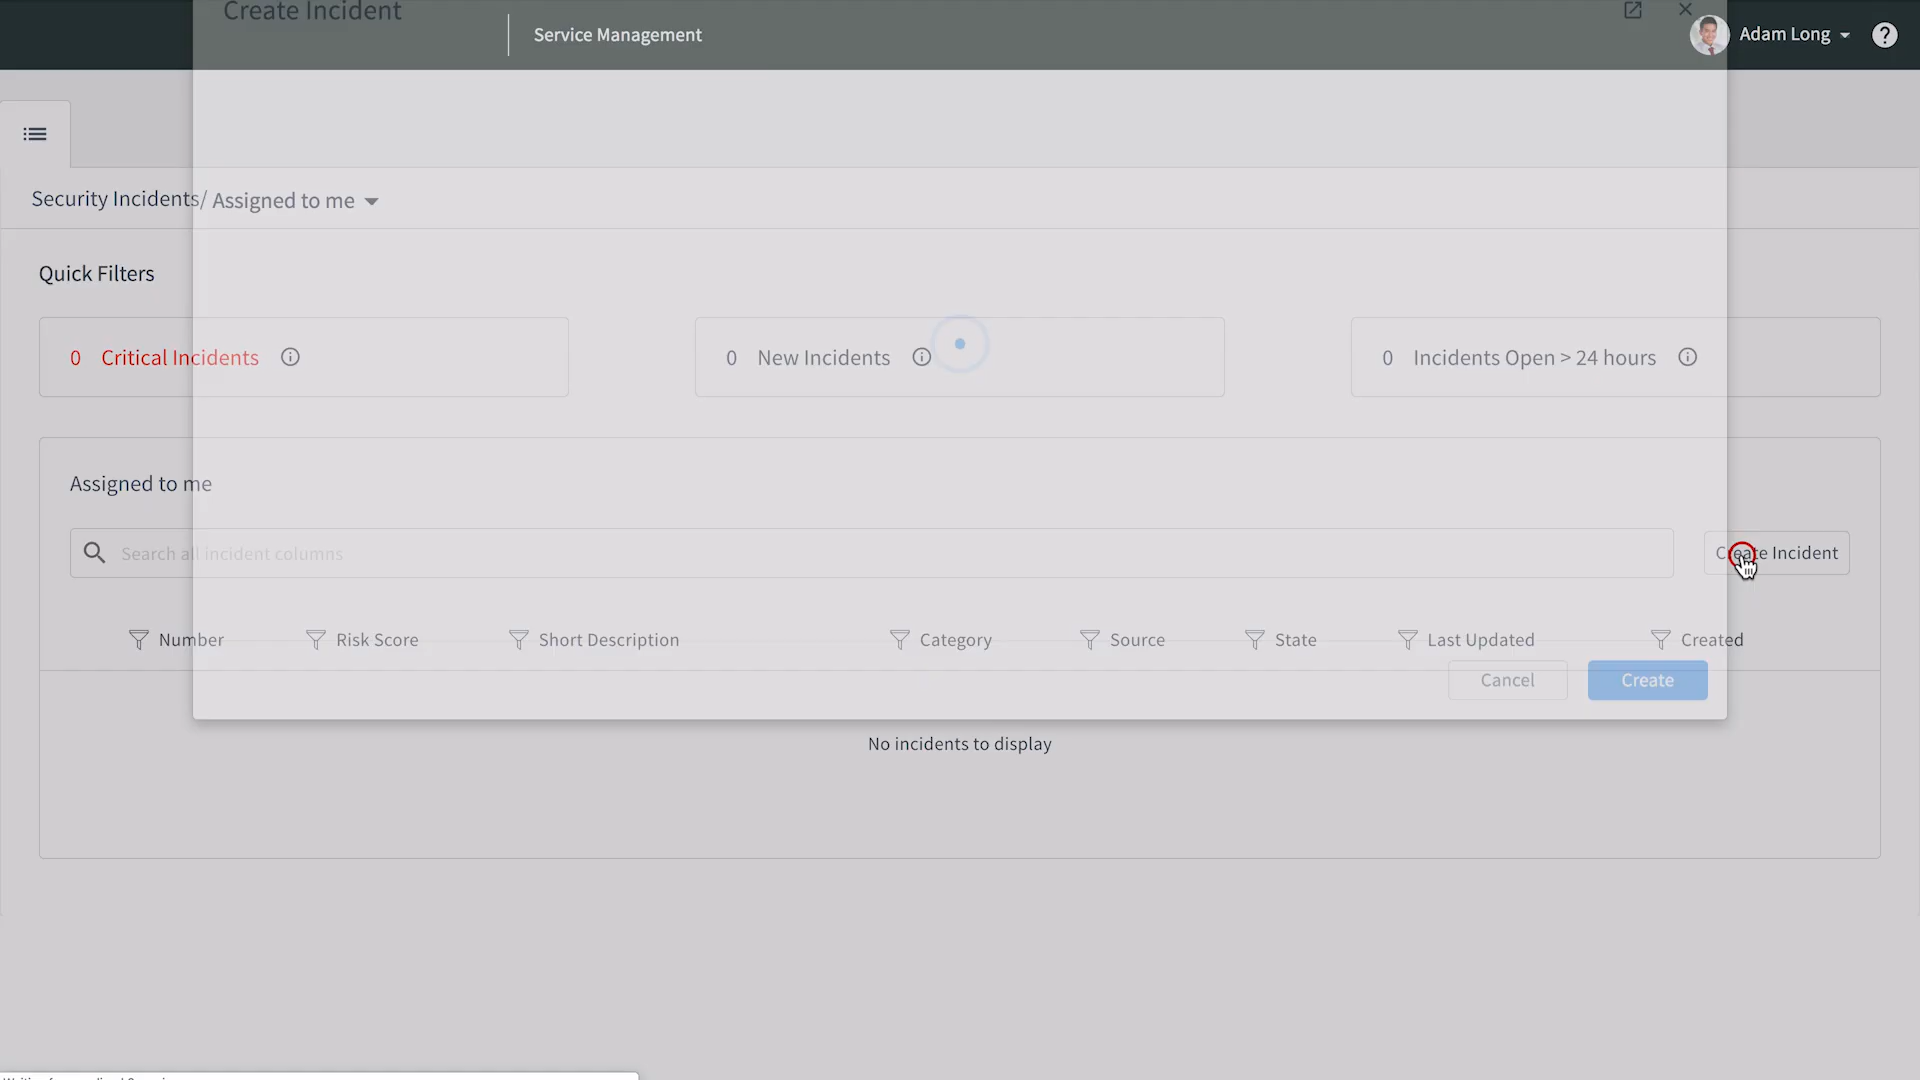 Create Incident
Service Management
Adam Long
Security Incidents/ Assigned to me
Quick Filters
0 Critical Incidents
0 New Incidents
0 Incidents Open > 24 hours
Assigned to me
Search all incident columns
Create Incident
Number Risk Score Short Description Category Source State Last Updated Created
Cancel Create
No incidents to display